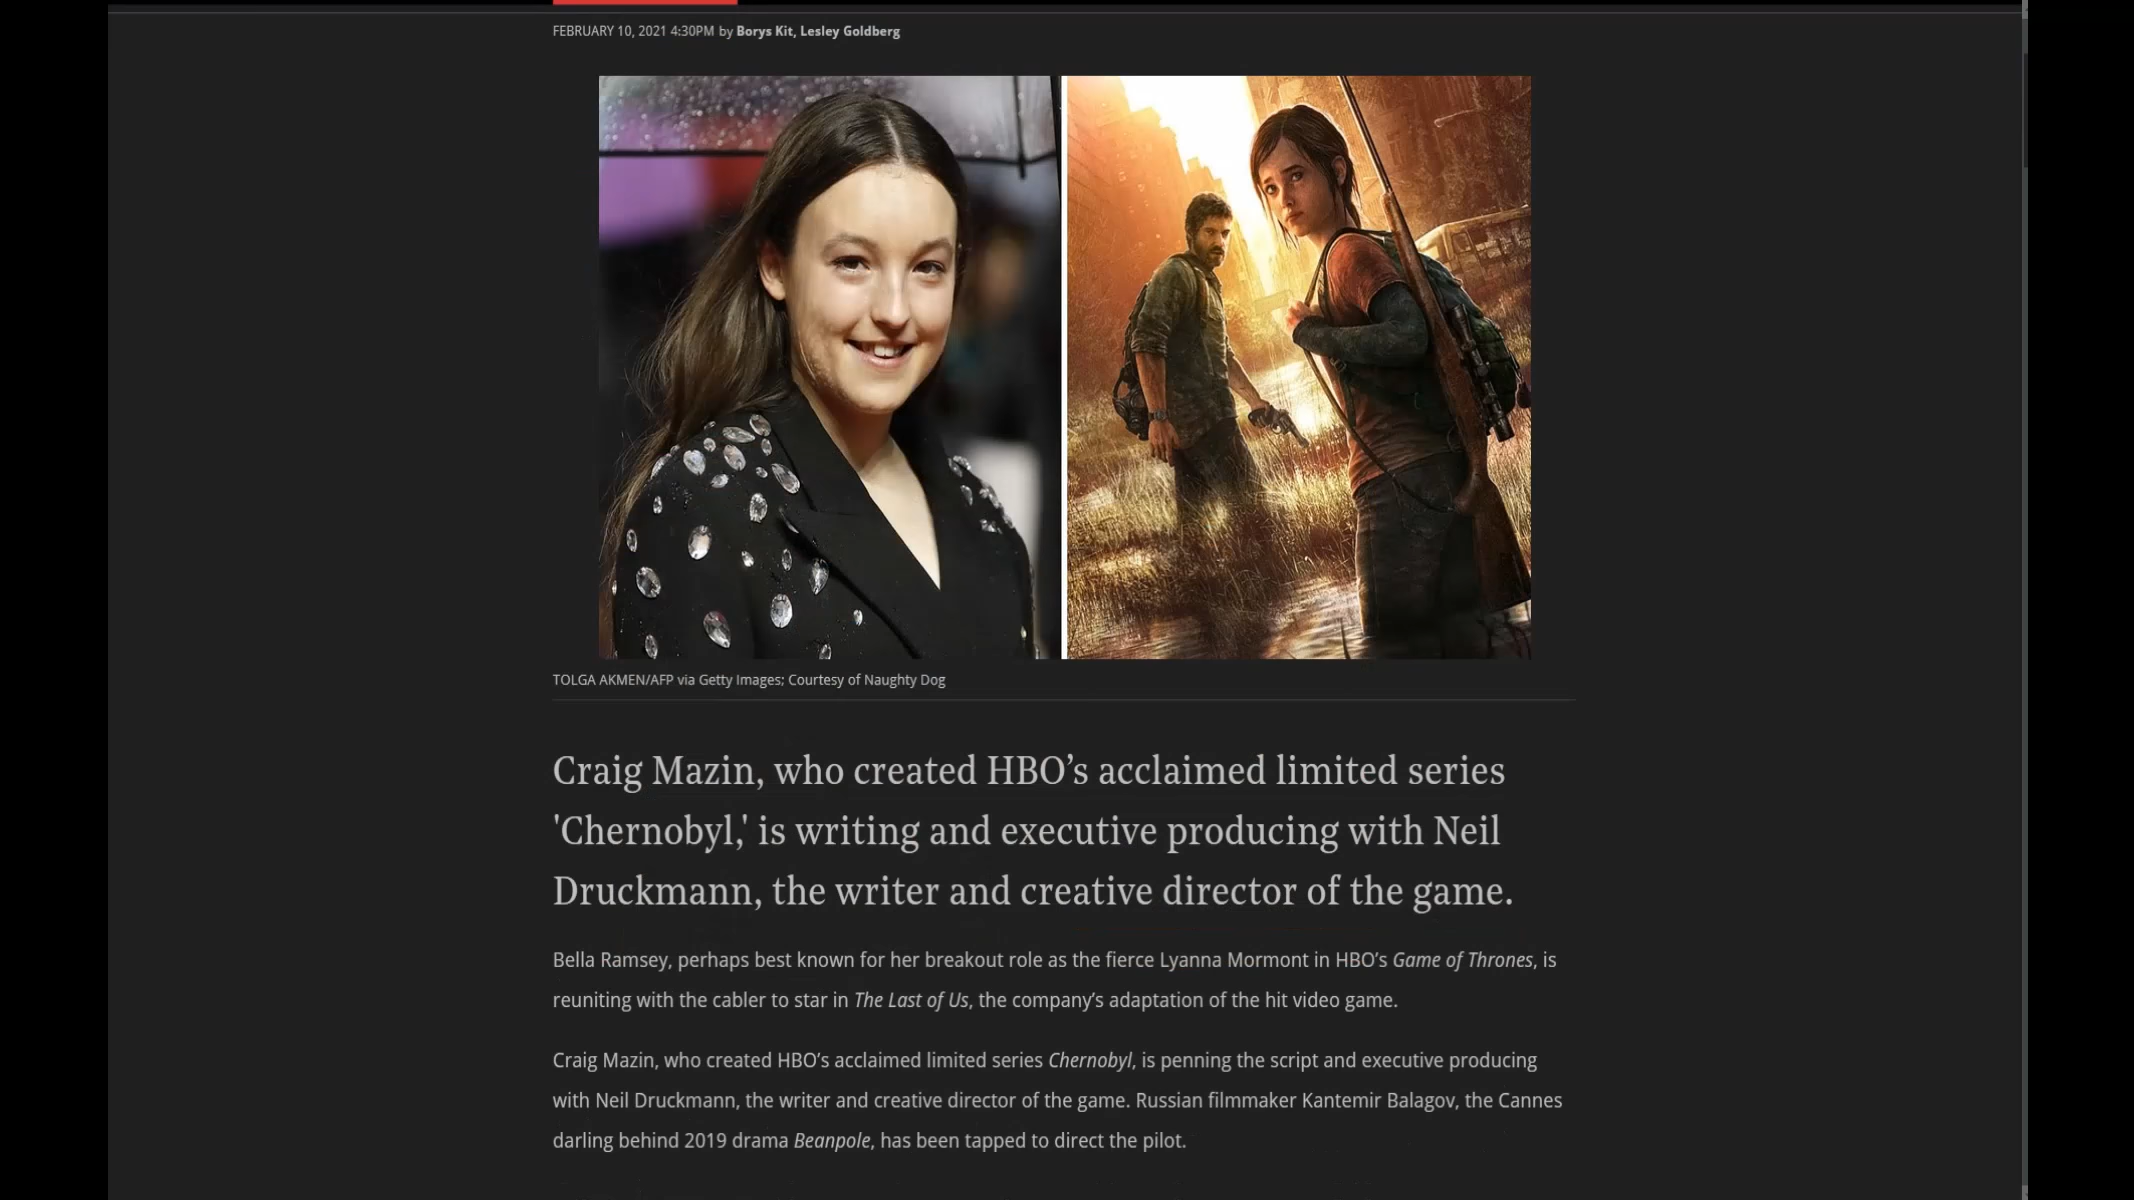 FEBRUARY 10, 2021 4:30PM by Borys Kit, Lesley Goldberg
TOLGA AKMEN/AFP via Getty Images; Courtesy of Naughty Dog
Craig Mazin, who created HBO’s acclaimed limited series
'Chernobyl,' is writing and executive producing with Neil
Druckmann, the writer and creative director of the game.
Bella Ramsey, perhaps best known for her breakout role as the fierce Lyanna Mormont in HBO’s Game of Thrones, is
reuniting with the cabler to star in The Last of Us, the company’s adaptation of the hit video game.
Craig Mazin, who created HBO’s acclaimed limited series Chernobyl, is penning the script and executive producing
with Neil Druckmann, the writer and creative director of the game. Russian filmmaker Kantemir Balagov, the Cannes
darling behind 2019 drama Beanpole, has been tapped to direct the pilot.